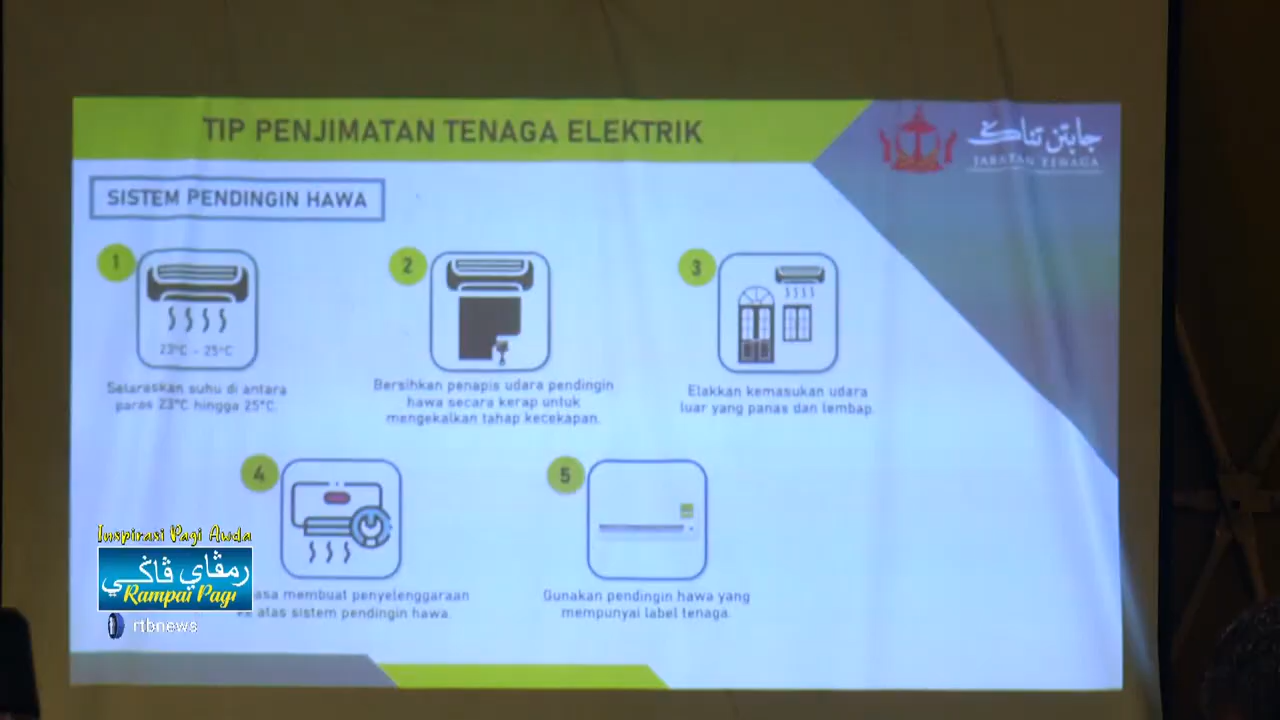 TIP PENJIMATAN TENAGA ELEKTRIK
جابتن تناݢ
JABATAN TENAGA
SISTEM PENDINGIN HAWA
1
23°C - 25°C
Selaraskan suhu di antara
paras 23°C hingga 25°C.
2
Bersihkan penapis udara pendingin
hawa secara kerap untuk
mengekalkan tahap kecekapan.
3
Elakkan kemasukan udara
luar yang panas dan lembap.
4
membuat penyelenggaraan
atas sistem pendingin hawa.
5
Gunakan pendingin hawa yang
mempunyai label tenaga.
Inspirasi Pagi Awda
رمڤاي ڤاڬي
Rampai Pagi
rtbnews